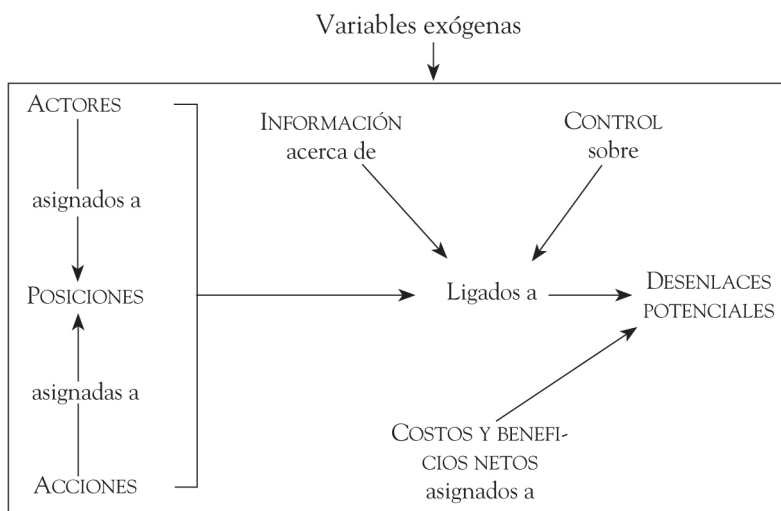 Variables exógenas
ACTORES
asignados a
POSICIONES
asignadas a
ACCIONES
INFORMACIÓN
acerca de
CONTROL
sobre
Ligados a
DESENLACES
POTENCIALES
COSTOS Y BENEFI-
CIOS NETOS
asignados a